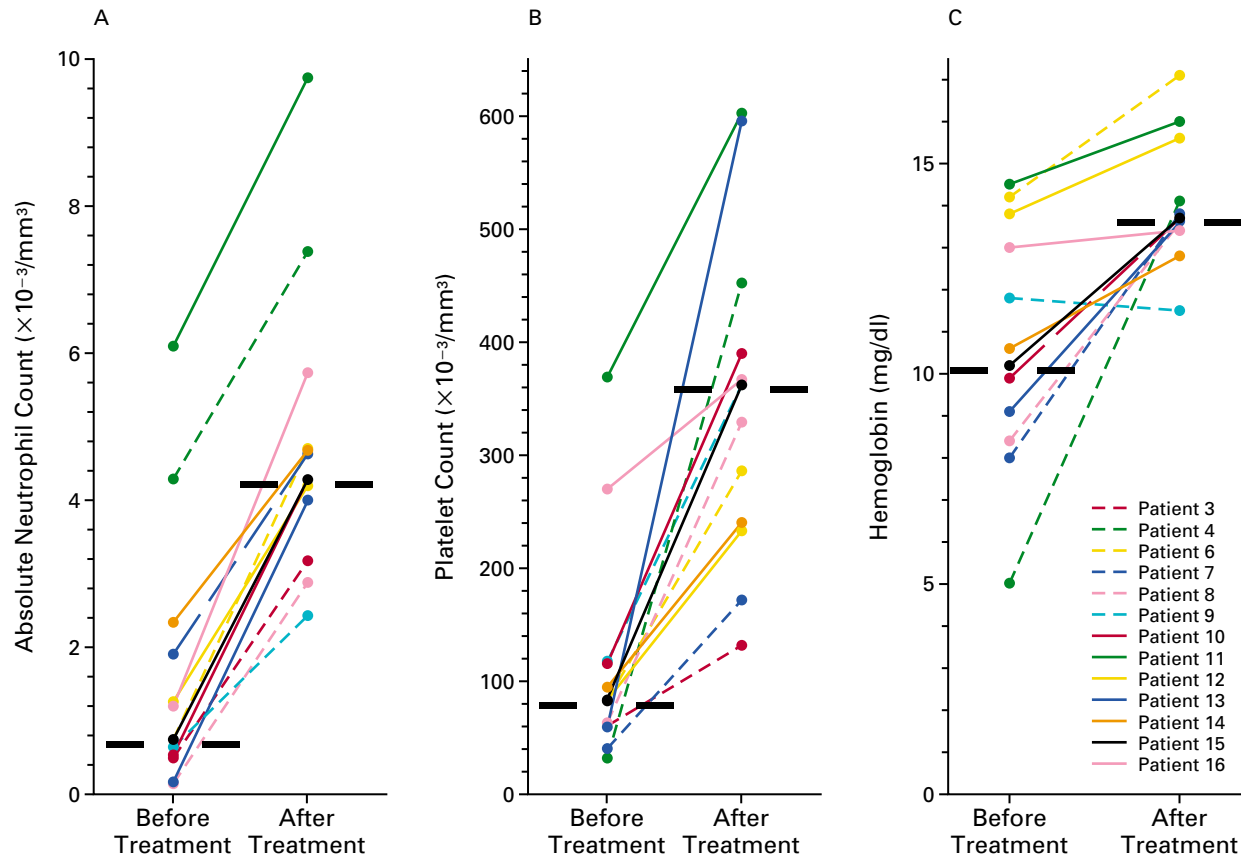 A
B
C
Absolute Neutrophil Count (×10⁻³/mm³)
10
8
6
4
2
0
Before
Treatment
After
Treatment
Platelet Count (×10⁻³/mm³)
600
500
400
300
200
100
0
Before
Treatment
After
Treatment
Hemoglobin (mg/dl)
15
10
5
0
Patient 3
Patient 4
Patient 6
Patient 7
Patient 8
Patient 9
Patient 10
Patient 11
Patient 12
Patient 13
Patient 14
Patient 15
Patient 16
Before
Treatment
After
Treatment